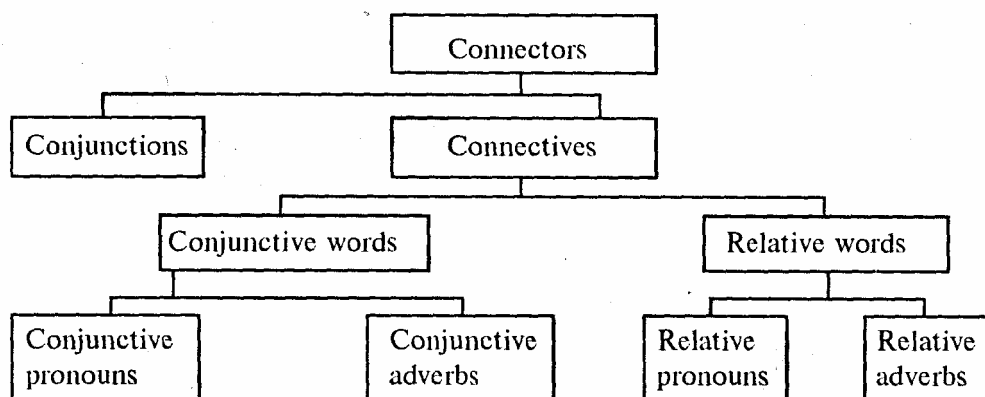 Connectors
Conjunctions
Connectives
Conjunctive words
Relative words
Conjunctive
pronouns
Conjunctive
adverbs
Relative
pronouns
Relative
adverbs